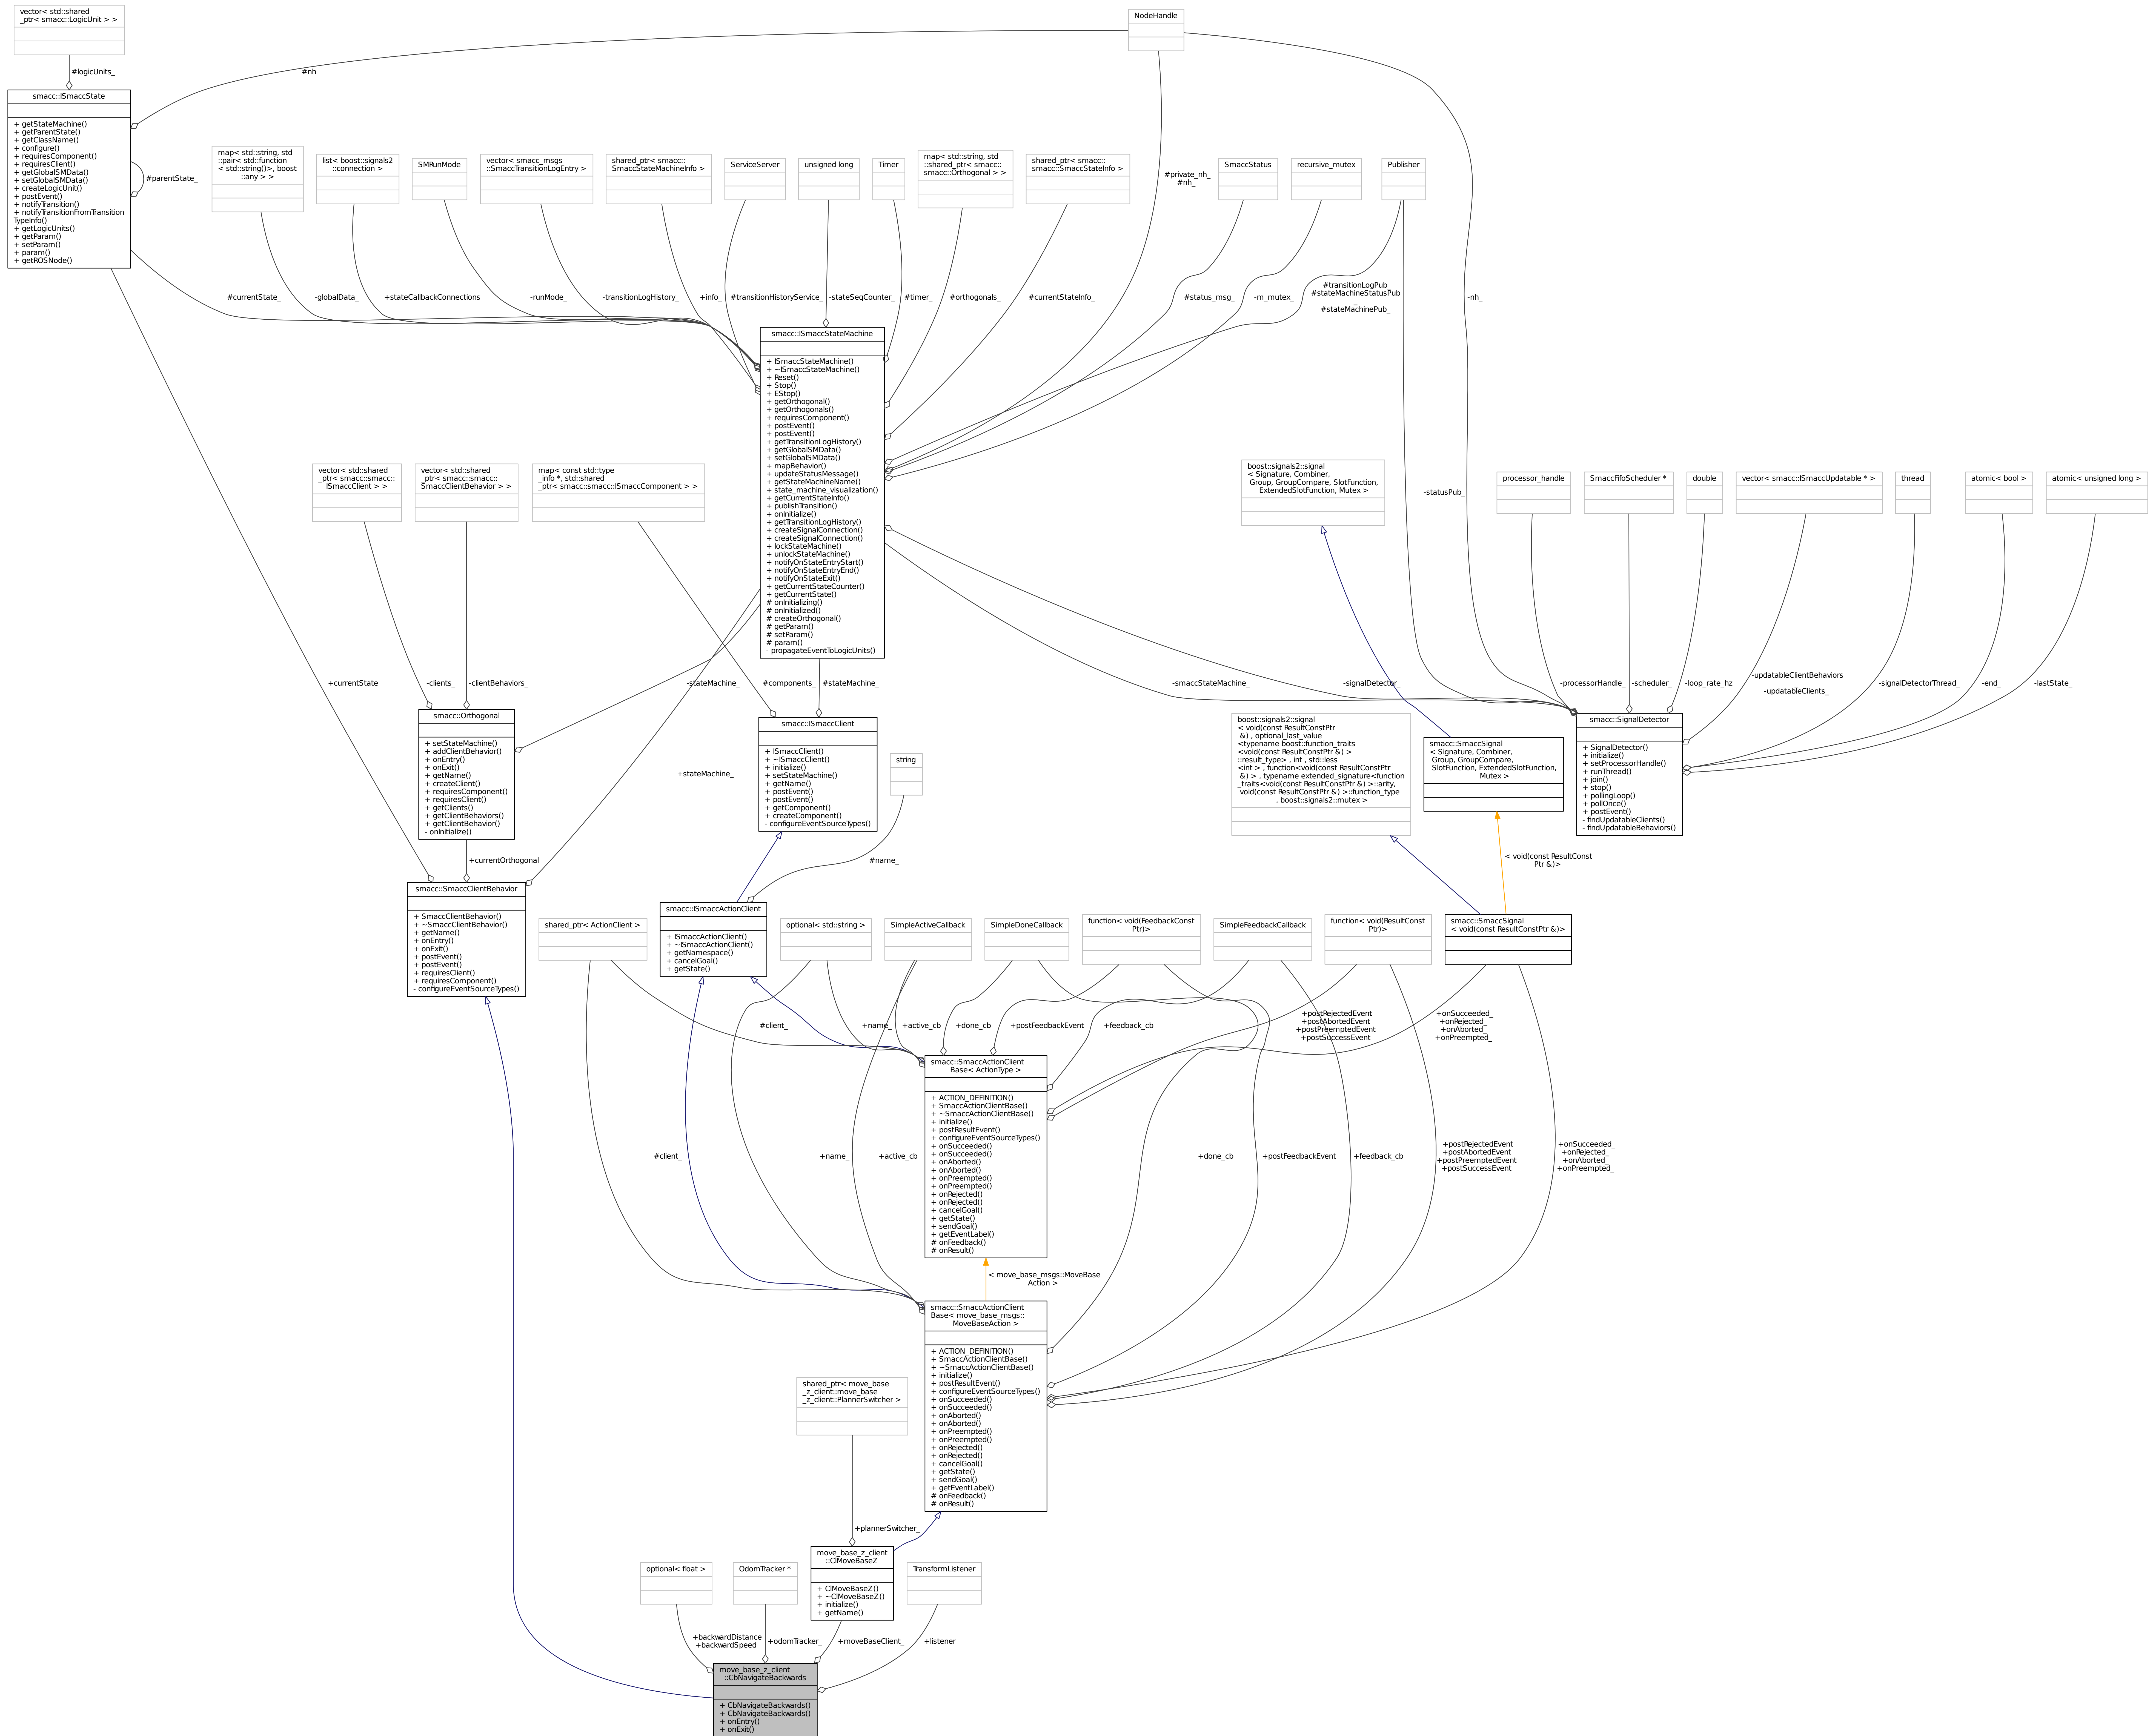 vector< std::shared
_ptr< smacc::LogicUnit > >
NodeHandle
#logicUnits_
#nh
smacc::ISmaccState
+ getStateMachine()
+ getParentState()
+ getClassName()
+ configure()
+ requiresComponent()
+ requiresClient()
+ getGlobalSMData()
+ setGlobalSMData()
+ createLogicUnit()
+ postEvent()
+ notifyTransition()
+ notifyTransitionFromTransition
TypeInfo()
+ getLogicUnits()
+ getParam()
+ setParam()
+ param()
+ getROSNode()
#parentState_
map< std::string, std
::pair< std::function
< std::string()>, boost
::any > >
list< boost::signals2
::connection >
SMRunMode
vector< smacc_msgs
::SmaccTransitionLogEntry >
shared_ptr< smacc::
SmaccStateMachineInfo >
ServiceServer
unsigned long
Timer
map< std::string, std
::shared_ptr< smacc::
smacc::Orthogonal > >
shared_ptr< smacc::
smacc::SmaccStateInfo >
#private_nh_
#nh_
SmaccStatus
recursive_mutex
Publisher
#currentState_
-globalData_
+stateCallbackConnections
-runMode_
-transitionLogHistory_
+info_
#transitionHistoryService_
-stateSeqCounter_
#timer_
#orthogonals_
#currentStateInfo_
#status_msg_
-m_mutex_
#transitionLogPub_
#stateMachineStatusPub
_
#stateMachinePub_
-nh_
smacc::ISmaccStateMachine
+ ISmaccStateMachine()
+ ~ISmaccStateMachine()
+ Reset()
+ Stop()
+ EStop()
+ getOrthogonal()
+ getOrthogonals()
+ requiresComponent()
+ postEvent()
+ postEvent()
+ getTransitionLogHistory()
+ getGlobalSMData()
+ setGlobalSMData()
+ mapBehavior()
+ updateStatusMessage()
+ getStateMachineName()
+ state_machine_visualization()
+ getCurrentStateInfo()
+ publishTransition()
+ onInitialize()
+ getTransitionLogHistory()
+ createSignalConnection()
+ createSignalConnection()
+ lockStateMachine()
+ unlockStateMachine()
+ notifyOnStateEntryStart()
+ notifyOnStateEntryEnd()
+ notifyOnStateExit()
+ getCurrentStateCounter()
+ getCurrentState()
# onInitializing()
# onInitialized()
# createOrthogonal()
# getParam()
# setParam()
# param()
- propagateEventToLogicUnits()
vector< std::shared
_ptr< smacc::smacc::
ISmaccClient > >
vector< std::shared
_ptr< smacc::smacc::
SmaccClientBehavior > >
map< const std::type
_info *, std::shared
_ptr< smacc::smacc::ISmaccComponent > >
boost::signals2::signal
< Signature, Combiner,
Group, GroupCompare, SlotFunction,
ExtendedSlotFunction, Mutex >
-statusPub_
processor_handle
SmaccFifoScheduler *
double
vector< smacc::ISmaccUpdatable * >
thread
atomic< bool >
atomic< unsigned long >
+currentState
-clients_
-clientBehaviors_
-stateMachine_
#components_
#stateMachine_
-smaccStateMachine_
-signalDetector_
-processorHandle_
-scheduler_
-loop_rate_hz
-updatableClientBehaviors
_
-updatableClients_
-signalDetectorThread_
-end_
-lastState_
smacc::Orthogonal
+ setStateMachine()
+ addClientBehavior()
+ onEntry()
+ onExit()
+ getName()
+ createClient()
+ requiresComponent()
+ requiresClient()
+ getClients()
+ getClientBehaviors()
+ getClientBehavior()
- onInitialize()
+stateMachine_
smacc::ISmaccClient
+ ISmaccClient()
+ ~ISmaccClient()
+ initialize()
+ setStateMachine()
+ getName()
+ postEvent()
+ postEvent()
+ getComponent()
+ createComponent()
- configureEventSourceTypes()
string
boost::signals2::signal
< void(const ResultConstPtr
&) , optional_last_value
<typename boost::function_traits
<void(const ResultConstPtr &) >
::result_type> , int , std::less
<int > , function<void(const ResultConstPtr
&) > , typename extended_signature<function
_traits<void(const ResultConstPtr &) >::arity,
void(const ResultConstPtr &) >::function_type
, boost::signals2::mutex >
smacc::SmaccSignal
< Signature, Combiner,
Group, GroupCompare,
SlotFunction, ExtendedSlotFunction,
Mutex >
smacc::SignalDetector
+ SignalDetector()
+ initialize()
+ setProcessorHandle()
+ runThread()
+ join()
+ stop()
+ pollingLoop()
+ pollOnce()
+ postEvent()
- findUpdatableClients()
- findUpdatableBehaviors()
+currentOrthogonal
#name_
< void(const ResultConst
Ptr &)>
smacc::SmaccClientBehavior
+ SmaccClientBehavior()
+ ~SmaccClientBehavior()
+ getName()
+ onEntry()
+ onExit()
+ postEvent()
+ postEvent()
+ requiresClient()
+ requiresComponent()
- configureEventSourceTypes()
shared_ptr< ActionClient >
smacc::ISmaccActionClient
+ ISmaccActionClient()
+ ~ISmaccActionClient()
+ getNamespace()
+ cancelGoal()
+ getState()
optional< std::string >
SimpleActiveCallback
SimpleDoneCallback
function< void(FeedbackConst
Ptr)>
SimpleFeedbackCallback
function< void(ResultConst
Ptr)>
smacc::SmaccSignal
< void(const ResultConstPtr &)>
#client_
+name_
+active_cb
+done_cb
+postFeedbackEvent
+feedback_cb
+postRejectedEvent
+postAbortedEvent
+postPreemptedEvent
+postSuccessEvent
+onSucceeded_
+onRejected_
+onAborted_
+onPreempted_
smacc::SmaccActionClient
Base< ActionType >
+ ACTION_DEFINITION()
+ SmaccActionClientBase()
+ ~SmaccActionClientBase()
+ initialize()
+ postResultEvent()
+ configureEventSourceTypes()
+ onSucceeded()
+ onSucceeded()
+ onAborted()
+ onAborted()
+ onPreempted()
+ onPreempted()
+ onRejected()
+ onRejected()
+ cancelGoal()
+ getState()
+ sendGoal()
+ getEventLabel()
# onFeedback()
# onResult()
#client_
+name_
+active_cb
+done_cb
+postFeedbackEvent
+feedback_cb
+postRejectedEvent
+postAbortedEvent
+postPreemptedEvent
+postSuccessEvent
+onSucceeded_
+onRejected_
+onAborted_
+onPreempted_
< move_base_msgs::MoveBase
Action >
smacc::SmaccActionClient
Base< move_base_msgs::
MoveBaseAction >
+ ACTION_DEFINITION()
+ SmaccActionClientBase()
+ ~SmaccActionClientBase()
+ initialize()
+ postResultEvent()
+ configureEventSourceTypes()
+ onSucceeded()
+ onSucceeded()
+ onAborted()
+ onAborted()
+ onPreempted()
+ onPreempted()
+ onRejected()
+ onRejected()
+ cancelGoal()
+ getState()
+ sendGoal()
+ getEventLabel()
# onFeedback()
# onResult()
shared_ptr< move_base
_z_client::move_base
_z_client::PlannerSwitcher >
+plannerSwitcher_
optional< float >
OdomTracker *
move_base_z_client
::ClMoveBaseZ
+ ClMoveBaseZ()
+ ~ClMoveBaseZ()
+ initialize()
+ getName()
TransformListener
+backwardDistance
+backwardSpeed
+odomTracker_
+moveBaseClient_
+listener
move_base_z_client
::CbNavigateBackwards
+ CbNavigateBackwards()
+ CbNavigateBackwards()
+ onEntry()
+ onExit()